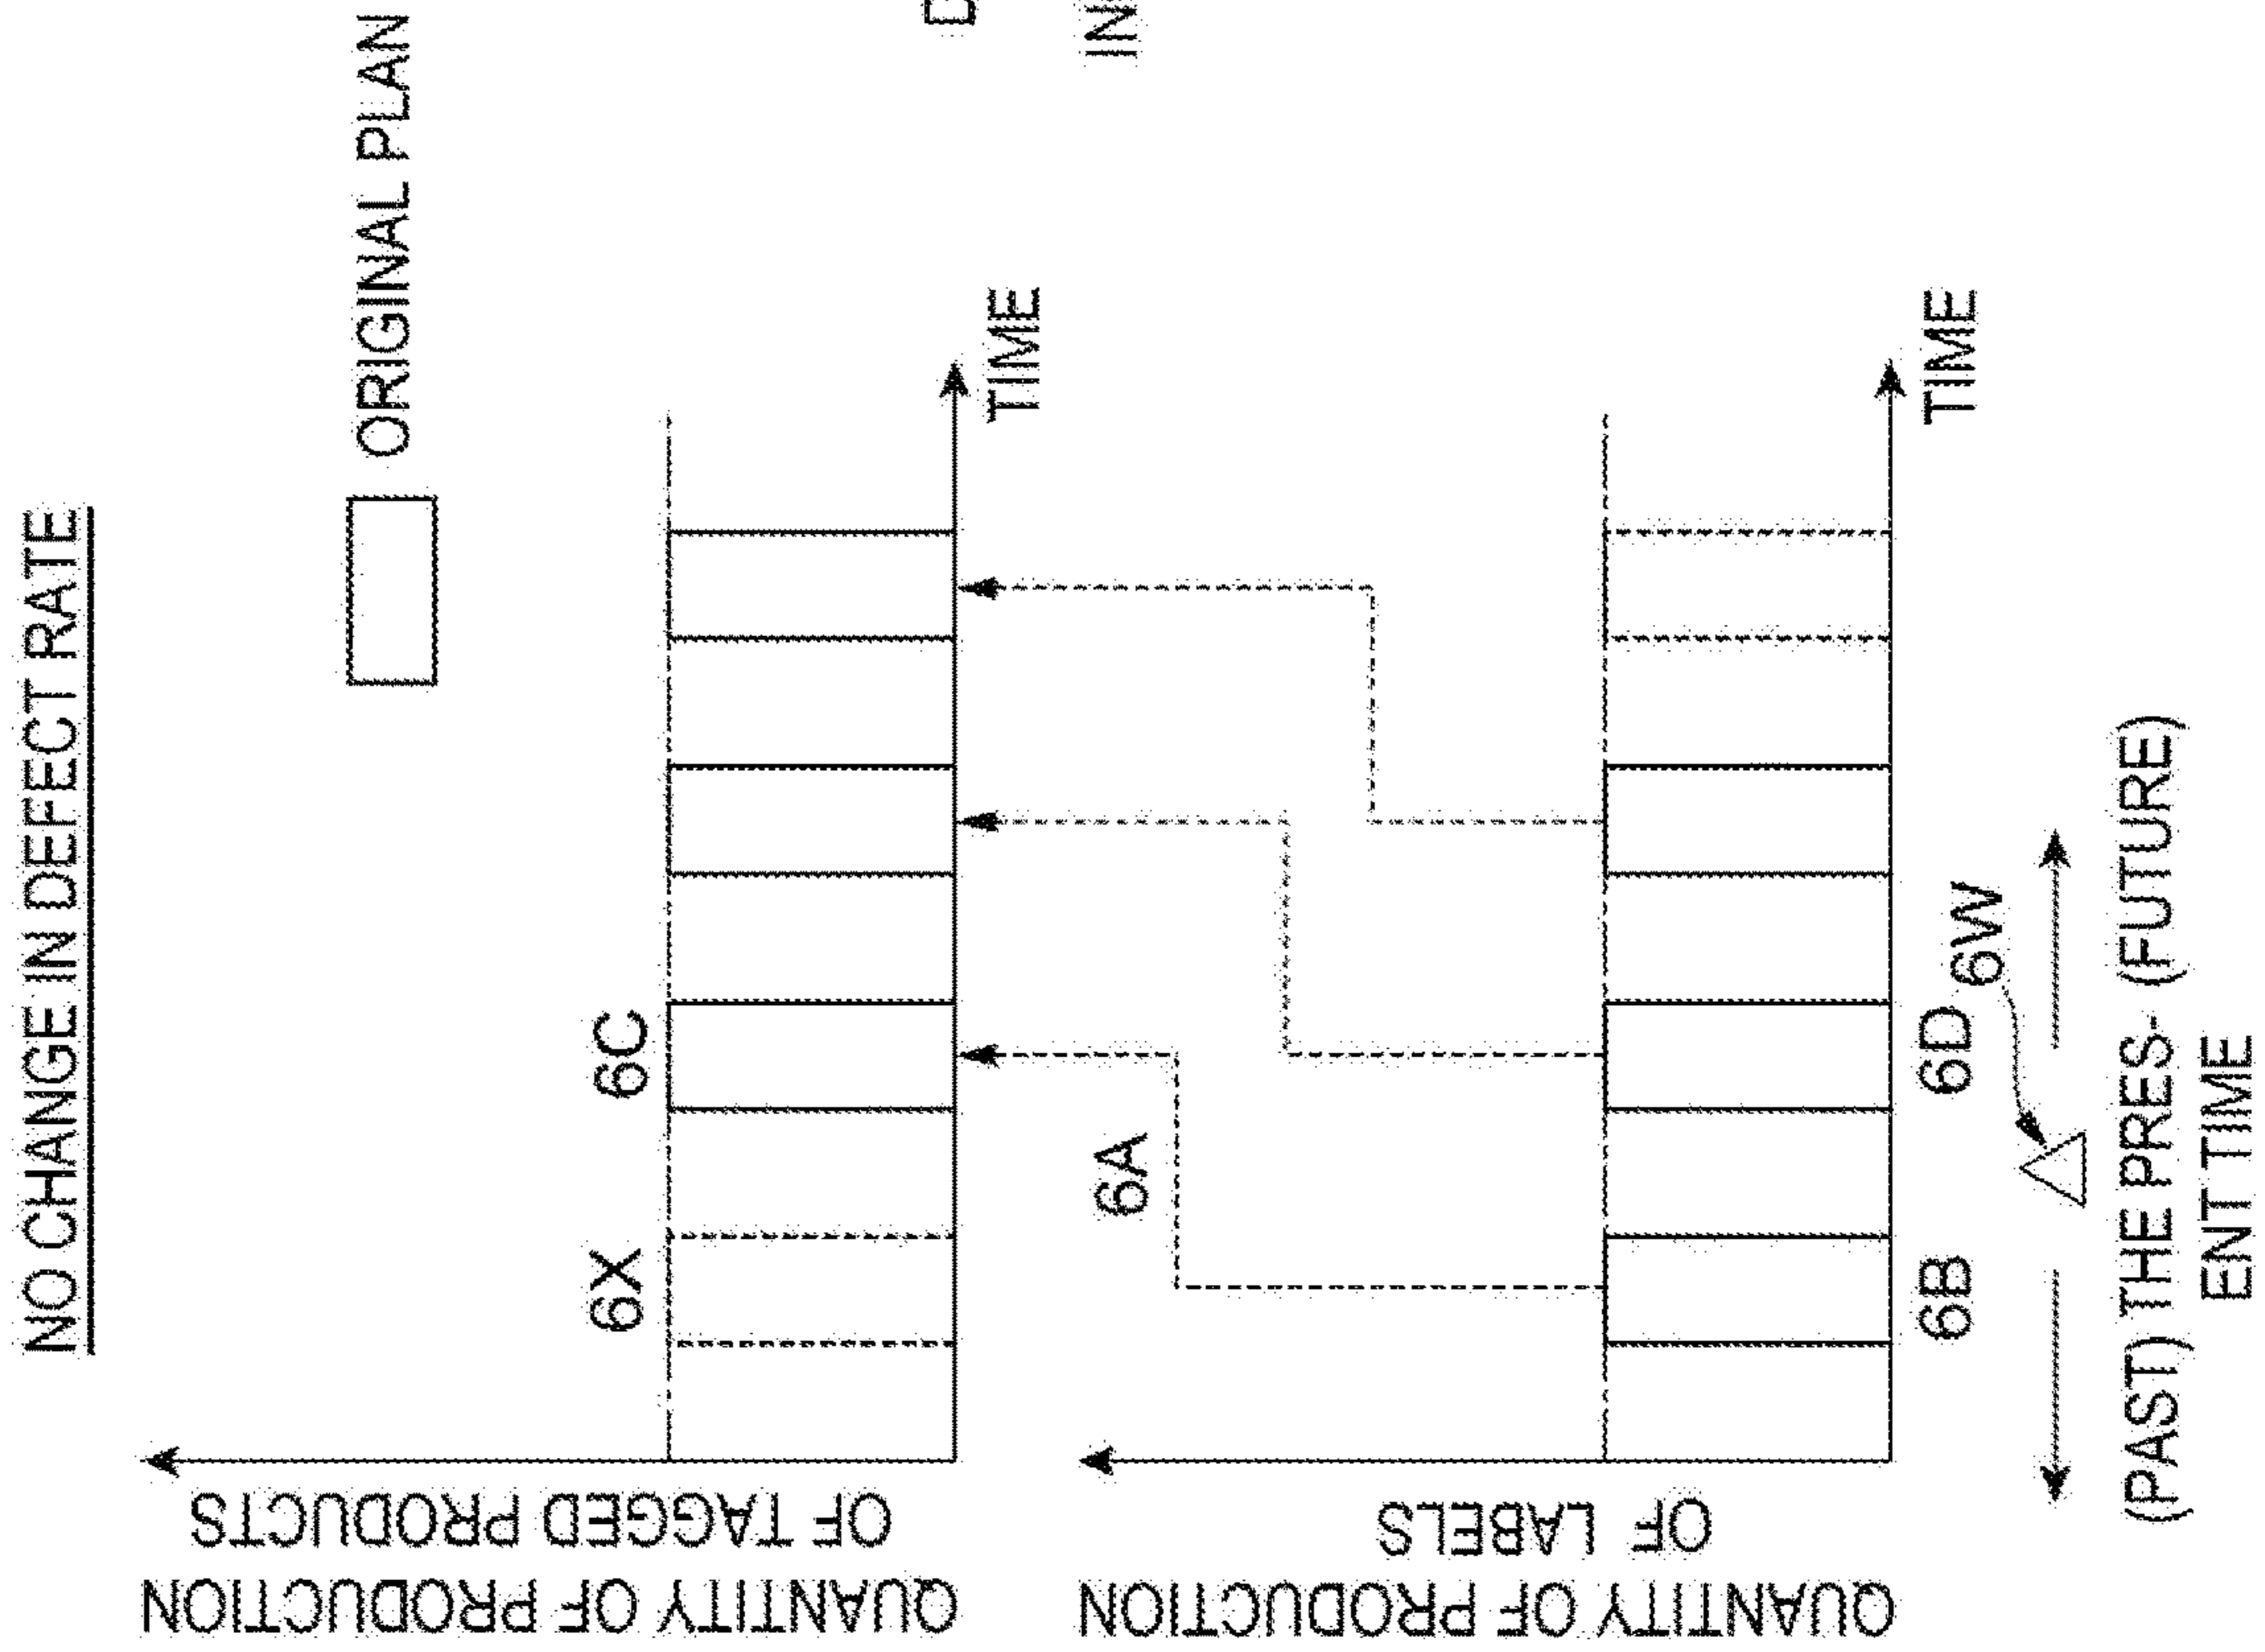 NO CHANGE IN DEFECT RATE
ORIGINAL PLAN
QUANTITY OF PRODUCTION
OF TAGGED PRODUCTS
6X
6C
TIME
6A
QUANTITY OF PRODUCTION
OF LABELS
6B
6D
6W
TIME
(PAST) THE PRES- (FUTURE)
ENT TIME